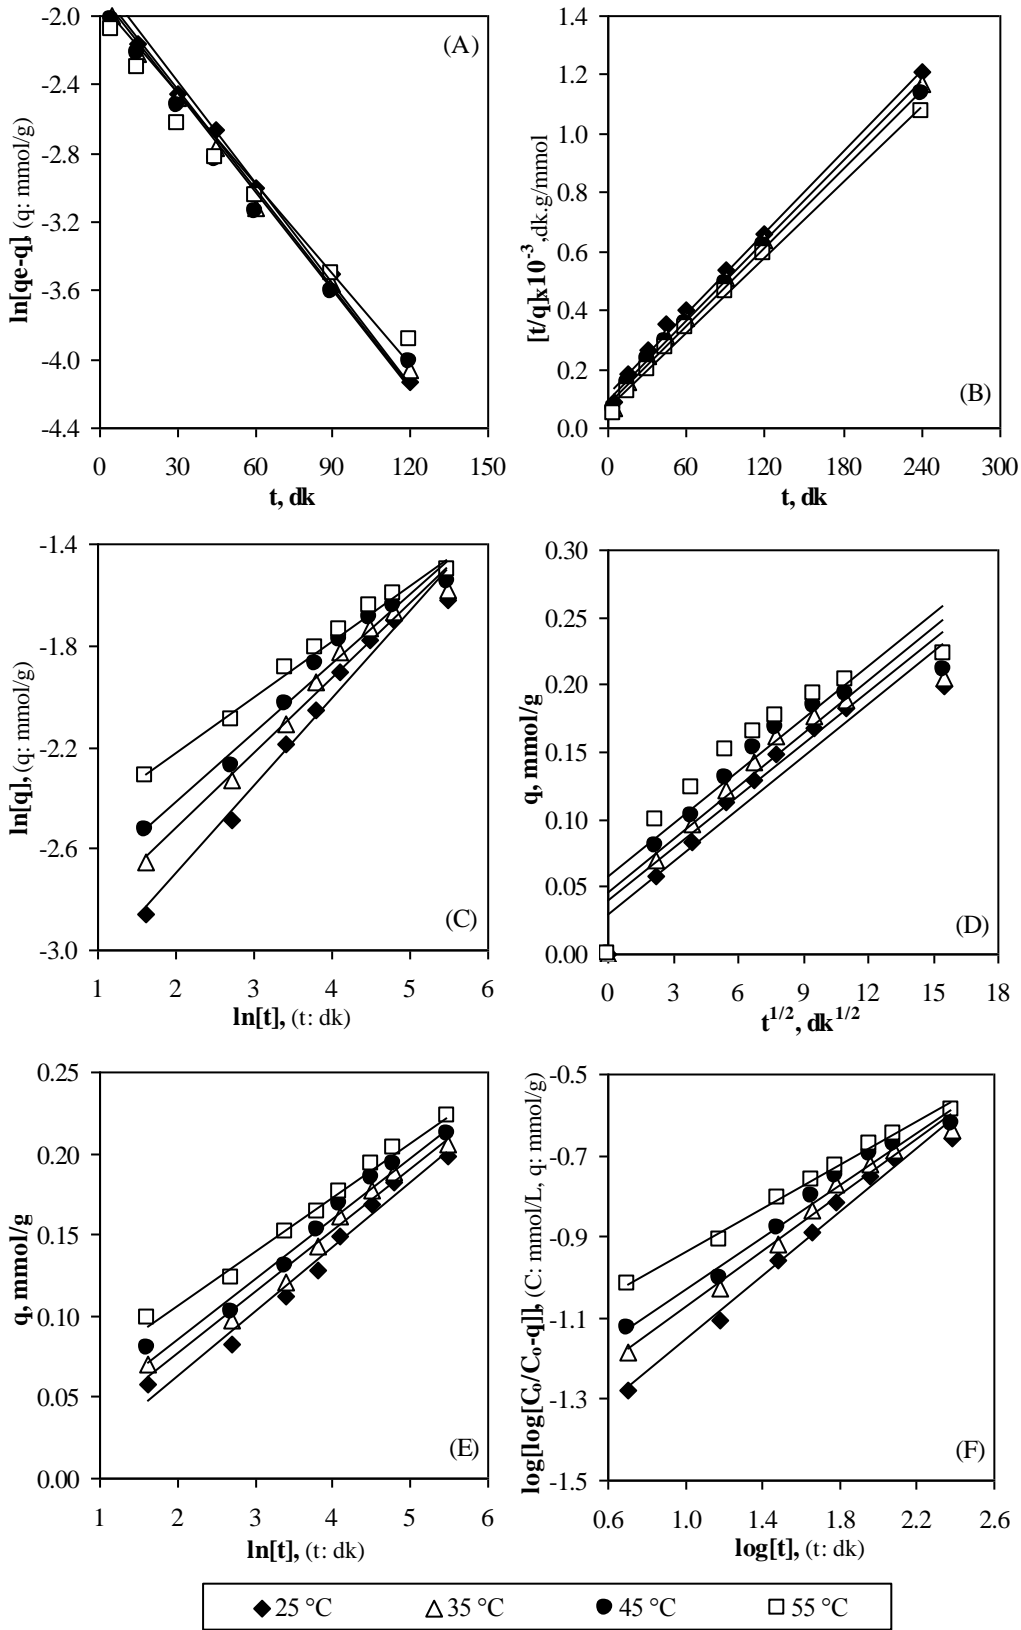 -2.0
-2.4
-2.8
-3.2
-3.6
-4.0
-4.4
ln[qe-q], (q: mmol/g)
(A)
0 30 60 90 120 150
t, dk
1.4
1.2
1.0
0.8
0.6
0.4
0.2
0.0
[t/q]x10⁻³ ,dk.g/mmol
(B)
0 60 120 180 240 300
t, dk
-1.4
-1.8
-2.2
-2.6
-3.0
ln[q], (q: mmol/g)
(C)
1 2 3 4 5 6
ln[t], (t: dk)
0.30
0.25
0.20
0.15
0.10
0.05
0.00
q, mmol/g
(D)
0 3 6 9 12 15 18
t¹/², dk¹/²
0.25
0.20
0.15
0.10
0.05
0.00
q, mmol/g
(E)
1 2 3 4 5 6
ln[t], (t: dk)
-0.5
-0.7
-0.9
-1.1
-1.3
-1.5
log[log[Cₒ/Cₒ-q]], (C: mmol/L, q: mmol/g)
(F)
0.6 1.0 1.4 1.8 2.2 2.6
log[t], (t: dk)
25 °C 35 °C 45 °C 55 °C